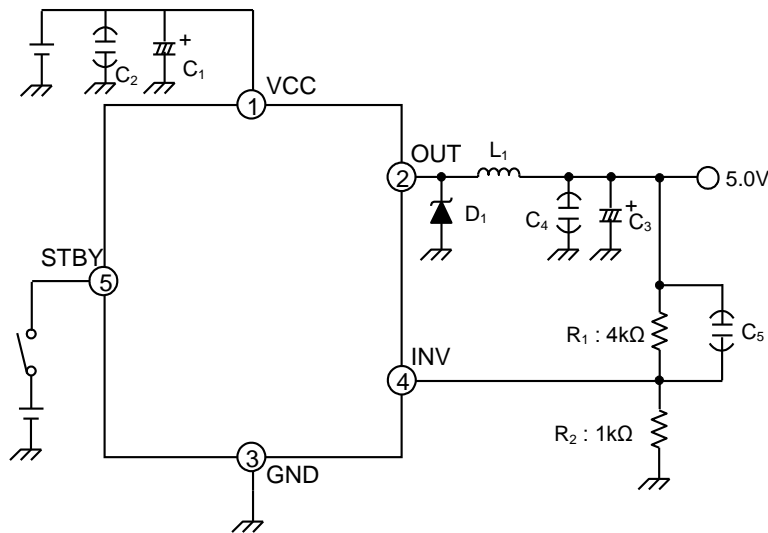 C₂
+
C₁
VCC
1
OUT
2
L₁
5.0V
D₁
C₄
+
C₃
STBY
5
R₁ : 4kΩ
C₅
INV
4
R₂ : 1kΩ
3
GND